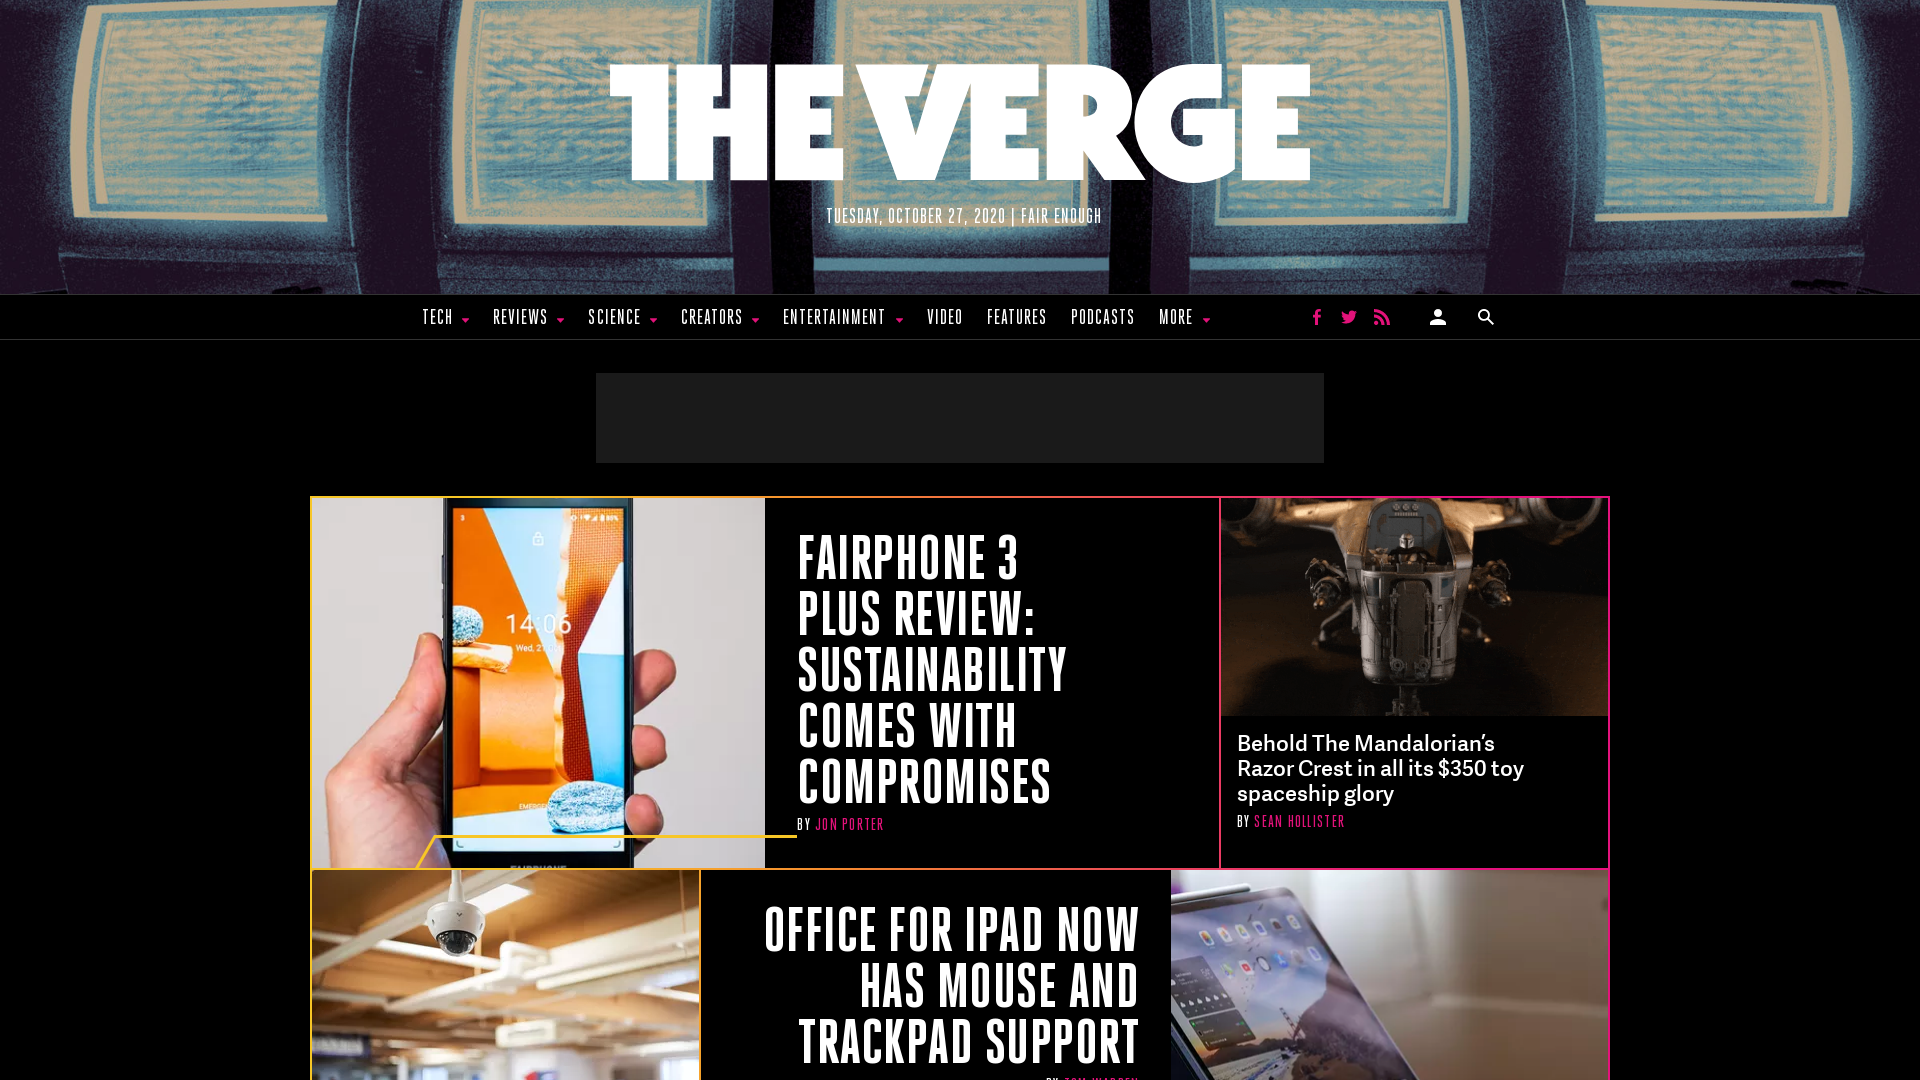 THE VERGE
TUESDAY, OCTOBER 27, 2020 | FAIR ENOUGH
TECH REVIEWS SCIENCE CREATORS ENTERTAINMENT VIDEO FEATURES PODCASTS MORE
14:06
FAIRPHONE 3
PLUS REVIEW:
SUSTAINABILITY
COMES WITH
COMPROMISES
BY JON PORTER
Behold The Mandalorian’s
Razor Crest in all its $350 toy
spaceship glory
BY SEAN HOLLISTER
OFFICE FOR IPAD NOW
HAS MOUSE AND
TRACKPAD SUPPORT